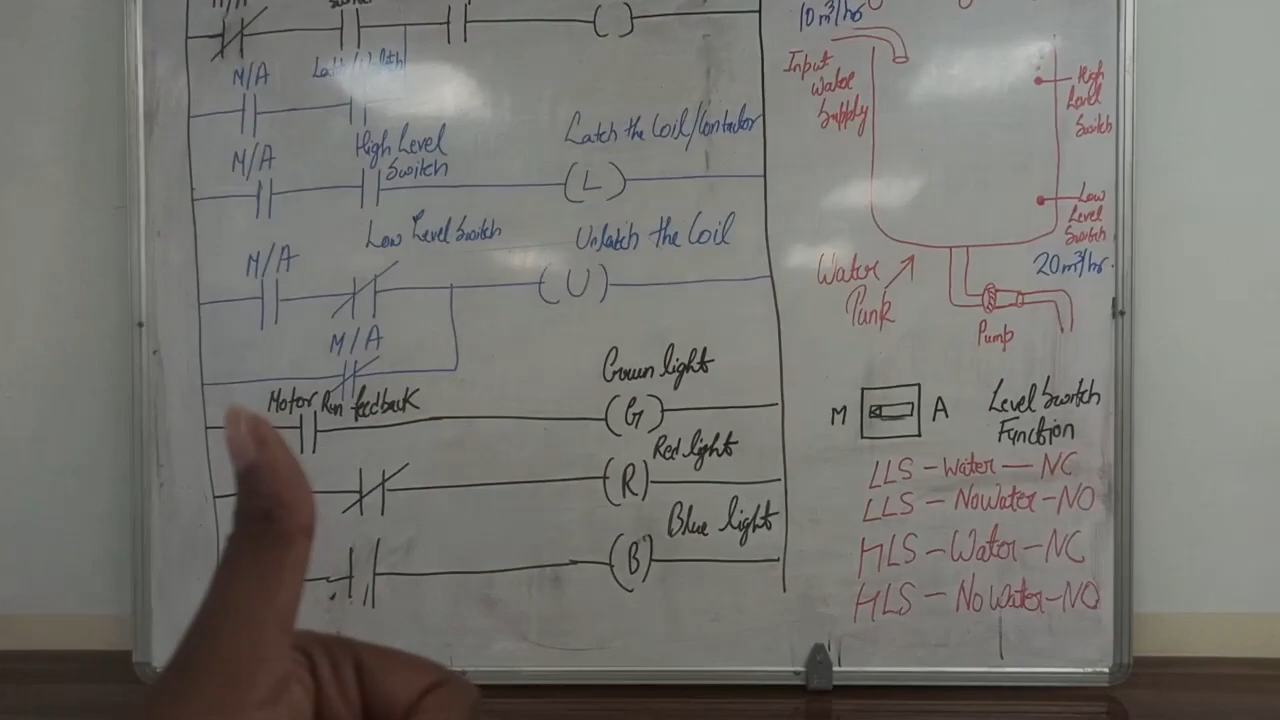 M/A
Switch
M/A
M/A
High Level
Switch
Latch the Coil/Contactor
(L)
M/A
Low Level Switch
Unlatch the Coil
(U)
M/A
Motor Run feedback
Green light
(G)
Red light
(R)
Blue light
(B)
10m³/hr
Input
Water
Supply
High
Level
Switch
Low
Level
Switch
20m³/hr.
Water
Tank
Pump
M A
Level Switch
Function
LLS - Water - NC
LLS - No Water - NO
HLS - Water - NC
HLS - No Water - NO